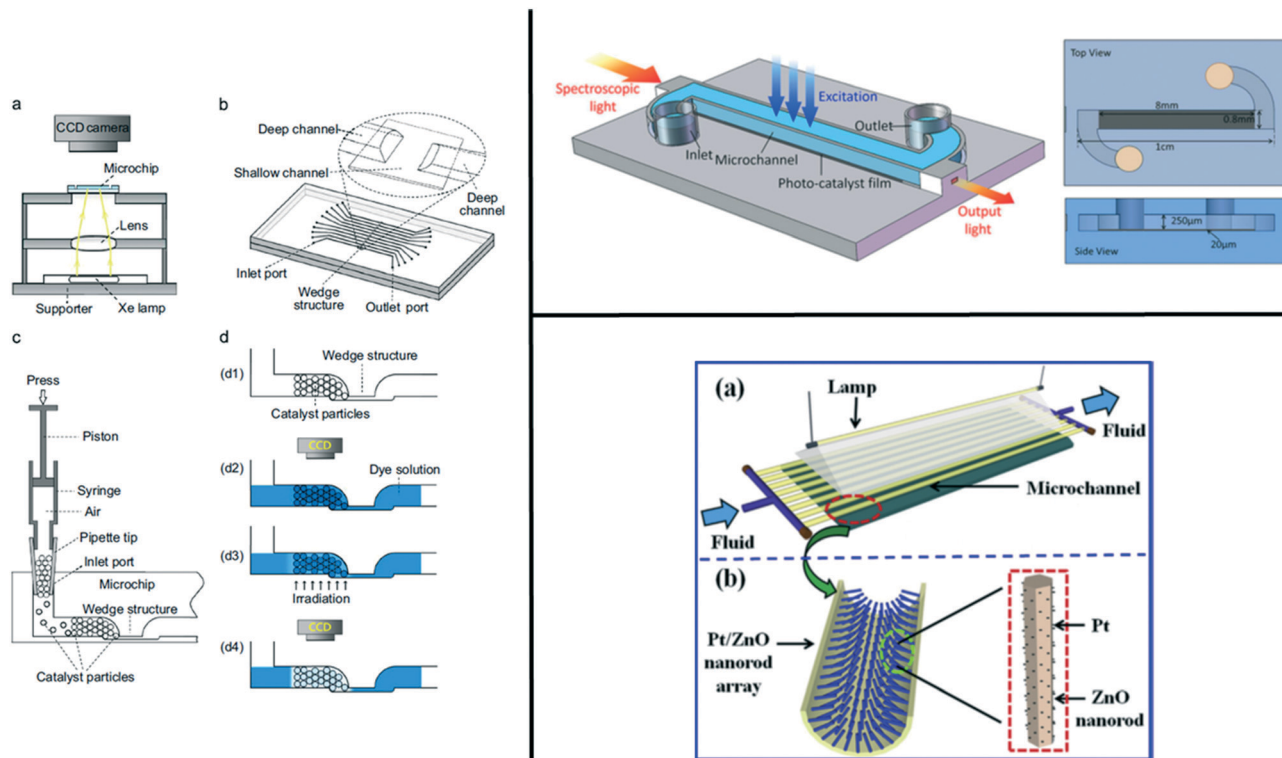 a
CCD camera
Microchip
Lens
Supporter
Xe lamp
b
Deep channel
Shallow channel
Deep
channel
Inlet port
Wedge
structure
Outlet port
c
Press
Piston
Syringe
Air
Pipette tip
Inlet port
Microchip
Wedge structure
Catalyst particles
d
(d1)
Wedge structure
Catalyst particles
(d2)
CCD
Dye solution
(d3)
Irradiation
(d4)
CCD
Spectroscopic
light
Excitation
Outlet
Inlet
Microchannel
Photo-catalyst film
Output
light
Top View
8mm
0.8mm
1cm
250μm
20μm
Side View
(a)
Lamp
Fluid
Microchannel
Fluid
(b)
Pt/ZnO
nanorod
array
Pt
ZnO
nanorod